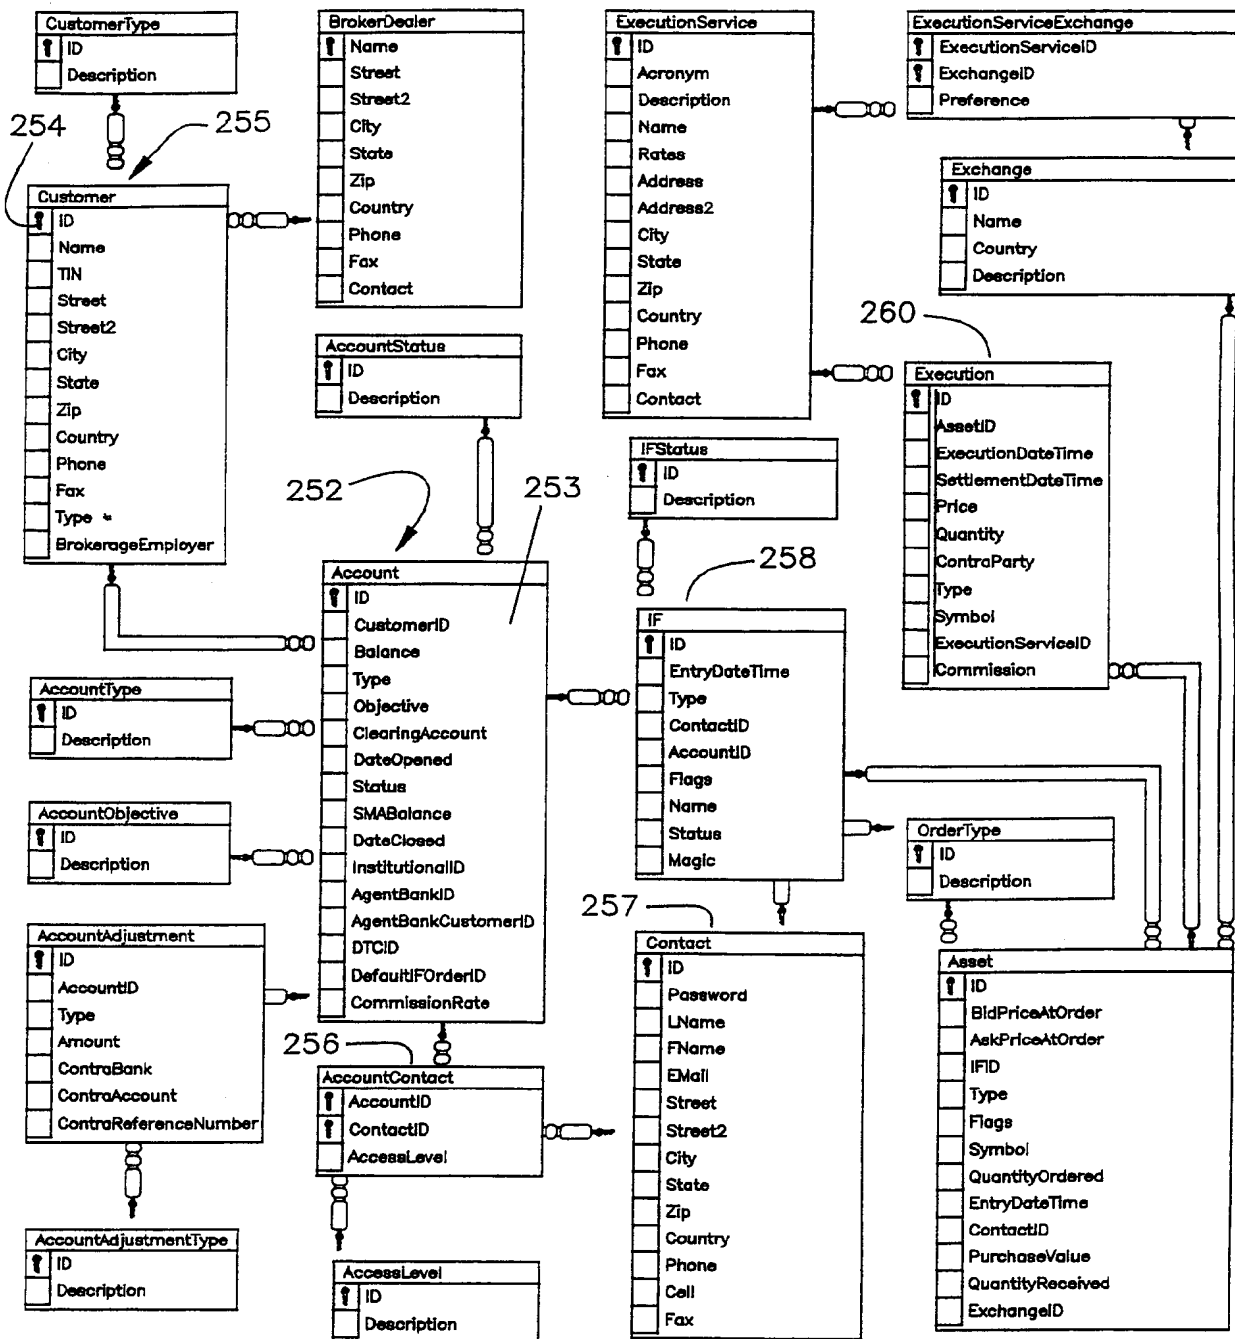 CustomerType
ID
Description
254
255
Customer
ID
Name
TIN
Street
Street2
City
State
Zip
Country
Phone
Fax
Type *
BrokerageEmployer
BrokerDealer
Name
Street
Street2
City
State
Zip
Country
Phone
Fax
Contact
AccountStatus
ID
Description
ExecutionService
ID
Acronym
Description
Name
Rates
Address
Address2
City
State
Zip
Country
Phone
Fax
Contact
ExecutionServiceExchange
ExecutionServiceID
ExchangeID
Preference
Exchange
ID
Name
Country
Description
260
Execution
ID
AssetID
ExecutionDateTime
SettlementDateTime
Price
Quantity
ContraParty
Type
Symbol
ExecutionServiceID
Commission
IFStatus
ID
Description
252
253
Account
ID
CustomerID
Balance
Type
Objective
ClearingAccount
DateOpened
Status
SMABalance
DateClosed
InstitutionalID
AgentBankID
AgentBankCustomerID
DTCID
DefaultIFOrderID
CommissionRate
258
IF
ID
EntryDateTime
Type
ContactID
AccountID
Flags
Name
Status
Magic
AccountType
ID
Description
AccountObjective
ID
Description
OrderType
ID
Description
AccountAdjustment
ID
AccountID
Type
Amount
ContraBank
ContraAccount
ContraReferenceNumber
256
AccountContact
AccountID
ContactID
AccessLevel
257
Contact
ID
Password
LName
FName
EMail
Street
Street2
City
State
Zip
Country
Phone
Cell
Fax
Asset
ID
BidPriceAtOrder
AskPriceAtOrder
IFID
Type
Flags
Symbol
QuantityOrdered
EntryDateTime
ContactID
PurchaseValue
QuantityReceived
ExchangeID
AccountAdjustmentType
ID
Description
AccessLevel
ID
Description